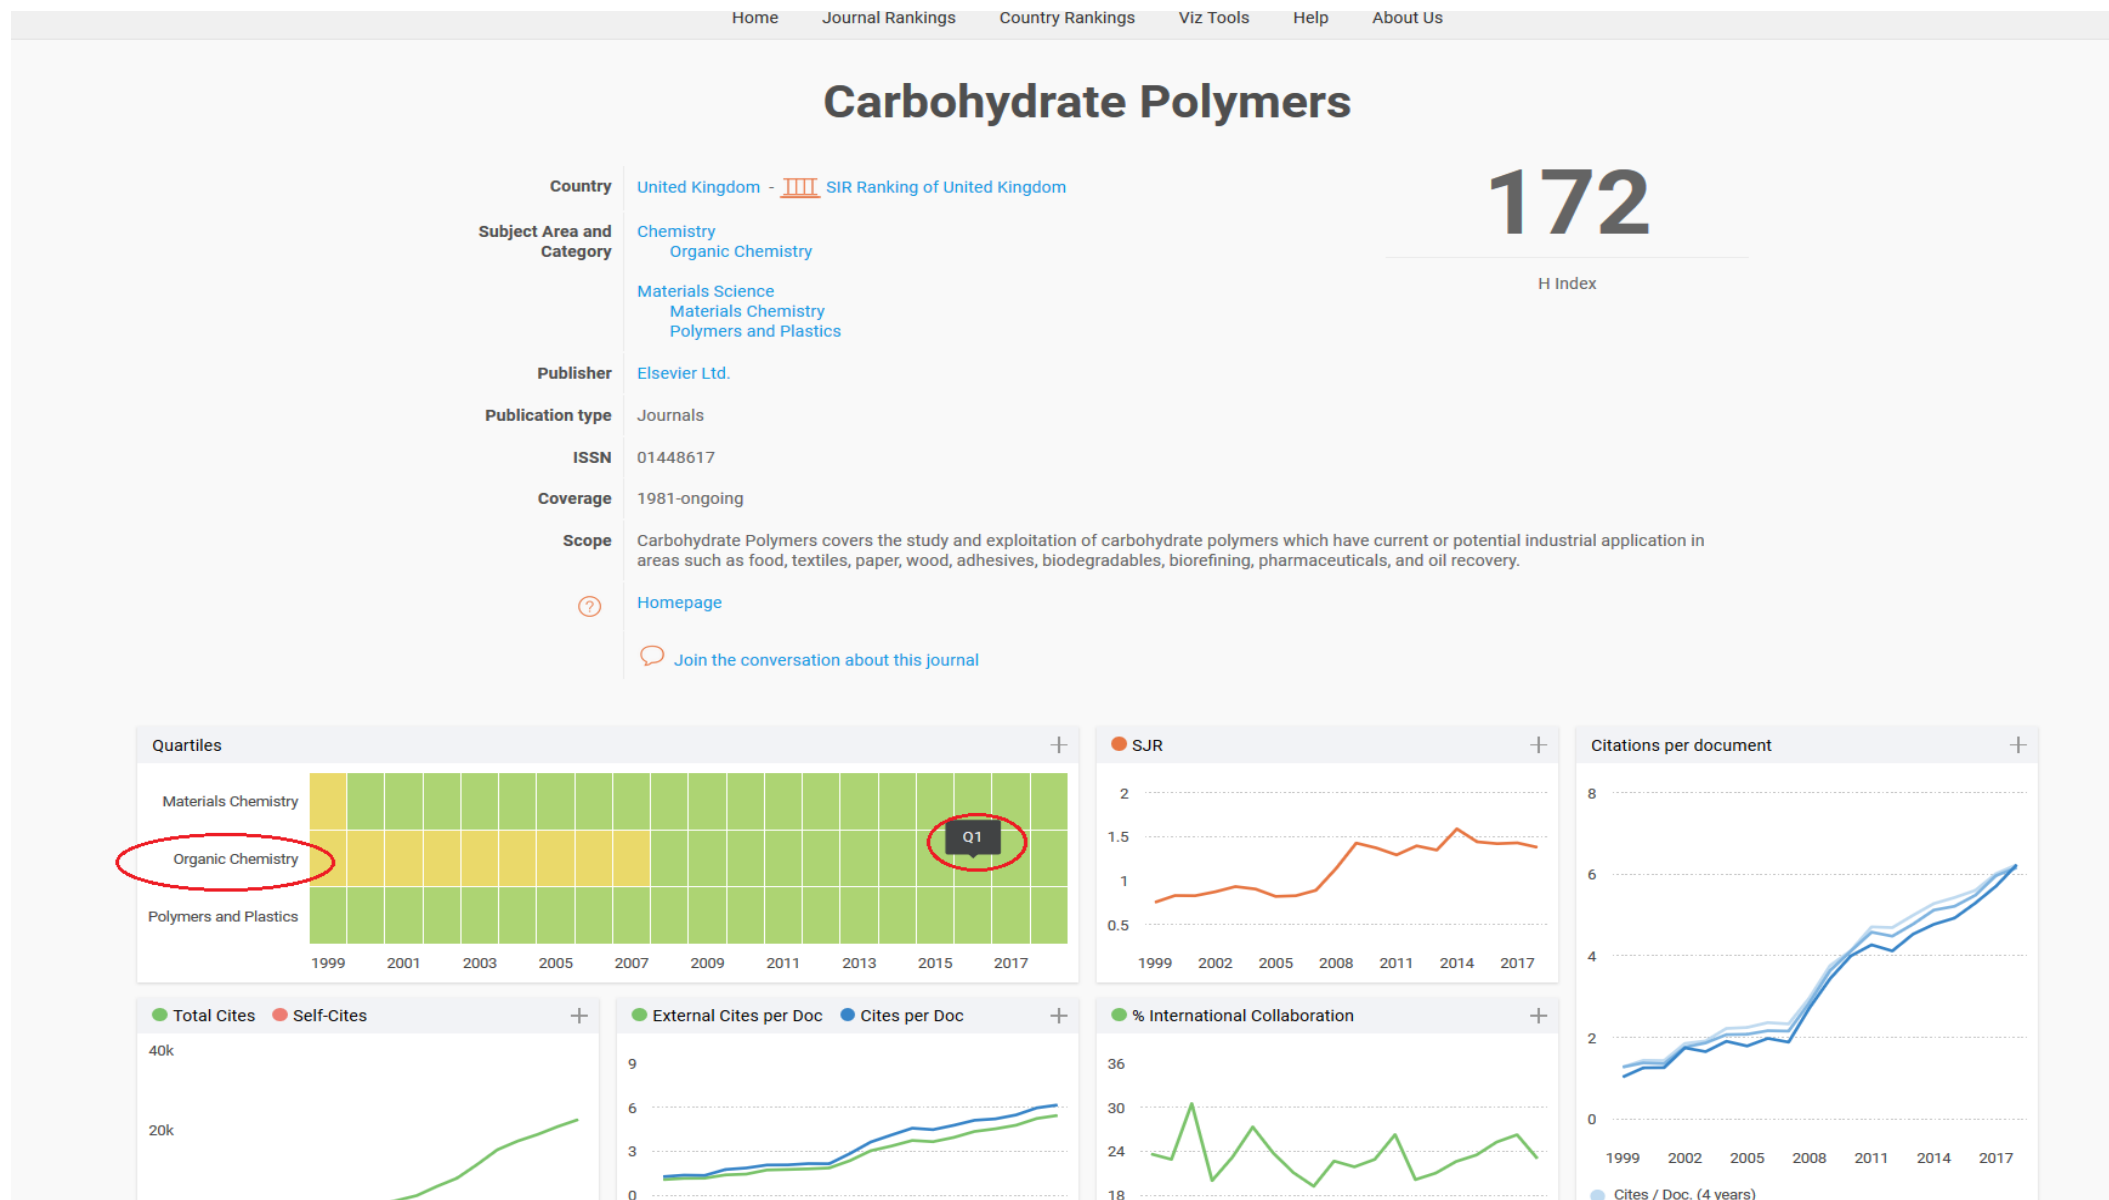 Home Journal Rankings Country Rankings Viz Tools Help About Us
Carbohydrate Polymers
Country United Kingdom - SIR Ranking of United Kingdom
172
H Index
Subject Area and Category
Chemistry
Organic Chemistry
Materials Science
Materials Chemistry
Polymers and Plastics
Publisher Elsevier Ltd.
Publication type Journals
ISSN 01448617
Coverage 1981-ongoing
Scope Carbohydrate Polymers covers the study and exploitation of carbohydrate polymers which have current or potential industrial application in
areas such as food, textiles, paper, wood, adhesives, biodegradables, biorefining, pharmaceuticals, and oil recovery.
? Homepage
Join the conversation about this journal
Quartiles
Materials Chemistry
Q1
Organic Chemistry
Polymers and Plastics
1999 2001 2003 2005 2007 2009 2011 2013 2015 2017
SJR
2
1.5
1
0.5
1999 2002 2005 2008 2011 2014 2017
Citations per document
8
6
4
2
0
1999 2002 2005 2008 2011 2014 2017
Cites / Doc. (4 years)
Total Cites Self-Cites
40k
20k
External Cites per Doc Cites per Doc
9
6
3
0
% International Collaboration
36
30
24
18